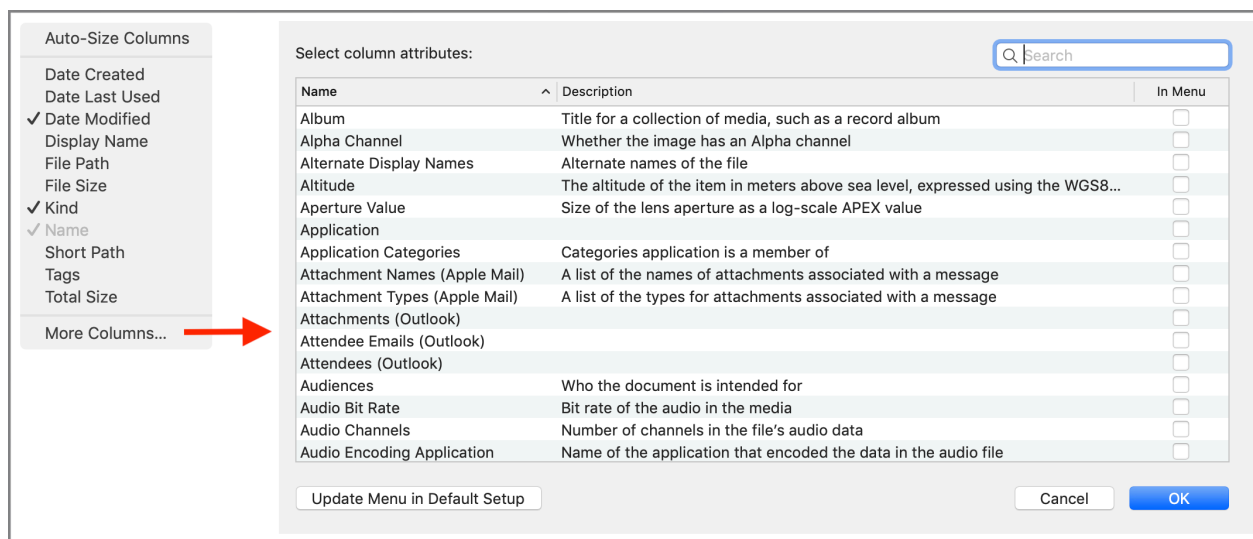 Auto-Size Columns
Date Created
Date Last Used
✓ Date Modified
Display Name
File Path
File Size
✓ Kind
✓ Name
Short Path
Tags
Total Size
More Columns...
Select column attributes:
Search
Name Description In Menu
Album Title for a collection of media, such as a record album
Alpha Channel Whether the image has an Alpha channel
Alternate Display Names Alternate names of the file
Altitude The altitude of the item in meters above sea level, expressed using the WGS8...
Aperture Value Size of the lens aperture as a log-scale APEX value
Application
Application Categories Categories application is a member of
Attachment Names (Apple Mail) A list of the names of attachments associated with a message
Attachment Types (Apple Mail) A list of the types for attachments associated with a message
Attachments (Outlook)
Attendee Emails (Outlook)
Attendees (Outlook)
Audiences Who the document is intended for
Audio Bit Rate Bit rate of the audio in the media
Audio Channels Number of channels in the file's audio data
Audio Encoding Application Name of the application that encoded the data in the audio file
Update Menu in Default Setup Cancel OK